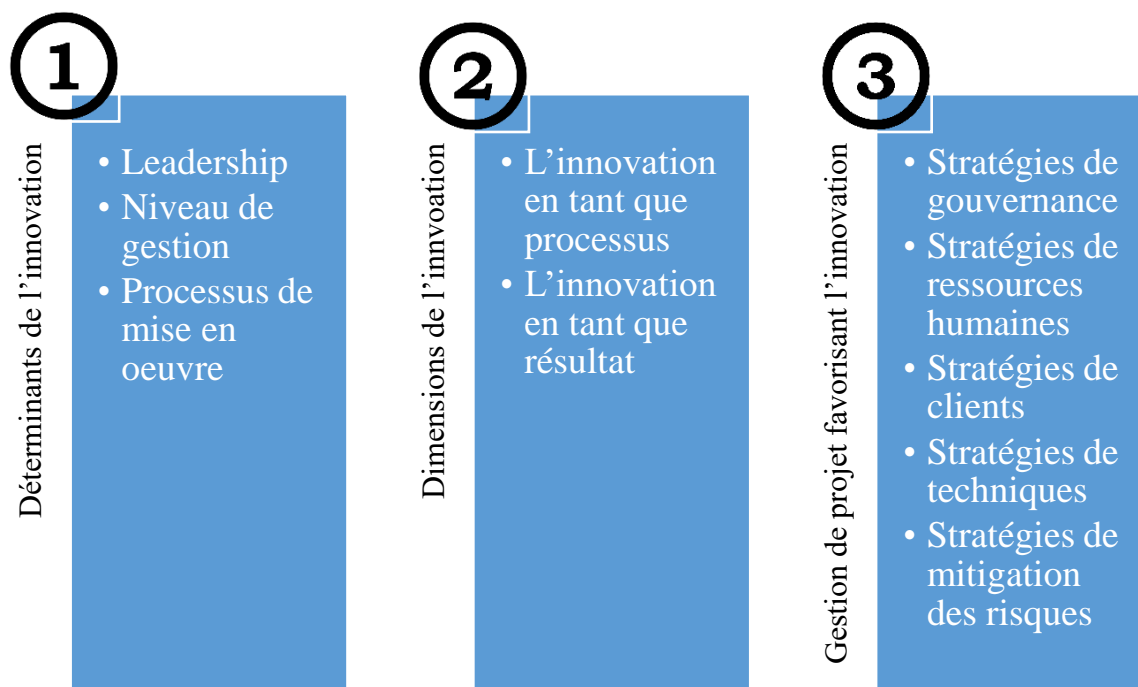 1
Déterminants de l’innovation
• Leadership
• Niveau de
gestion
• Processus de
mise en
oeuvre
2
Dimensions de l’innvoation
• L’innovation
en tant que
processus
• L’innovation
en tant que
résultat
3
Gestion de projet favorisant l’innovation
• Stratégies de
gouvernance
• Stratégies de
ressources
humaines
• Stratégies de
clients
• Stratégies de
techniques
• Stratégies de
mitigation
des risques